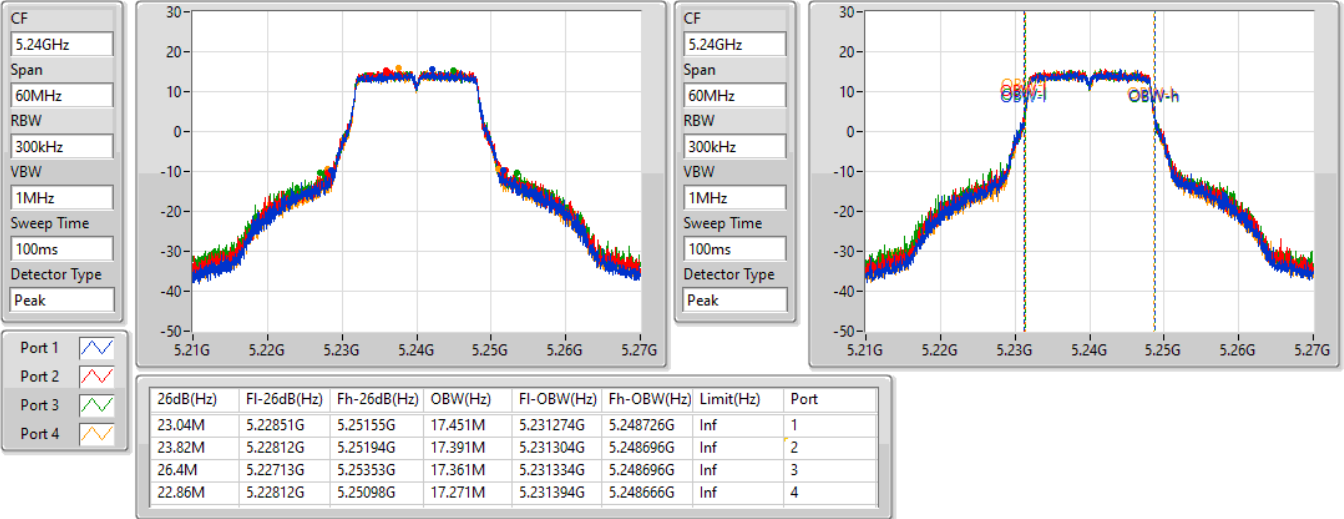 CF
5.24GHz
Span
60MHz
RBW
300kHz
VBW
1MHz
Sweep Time
100ms
Detector Type
Peak
Port 1
Port 2
Port 3
Port 4
30
20
10
0
-10
-20
-30
-40
-50
5.21G 5.22G 5.23G 5.24G 5.25G 5.26G 5.27G
CF
5.24GHz
Span
60MHz
RBW
300kHz
VBW
1MHz
Sweep Time
100ms
Detector Type
Peak
30
20
10
0
-10
-20
-30
-40
-50
OBW-l OBW-h
5.21G 5.22G 5.23G 5.24G 5.25G 5.26G 5.27G
26dB(Hz) Fl-26dB(Hz) Fh-26dB(Hz) OBW(Hz) Fl-OBW(Hz) Fh-OBW(Hz) Limit(Hz) Port
23.04M 5.22851G 5.25155G 17.451M 5.231274G 5.248726G Inf 1
23.82M 5.22812G 5.25194G 17.391M 5.231304G 5.248696G Inf 2
26.4M 5.22713G 5.25353G 17.361M 5.231334G 5.248696G Inf 3
22.86M 5.22812G 5.25098G 17.271M 5.231394G 5.248666G Inf 4